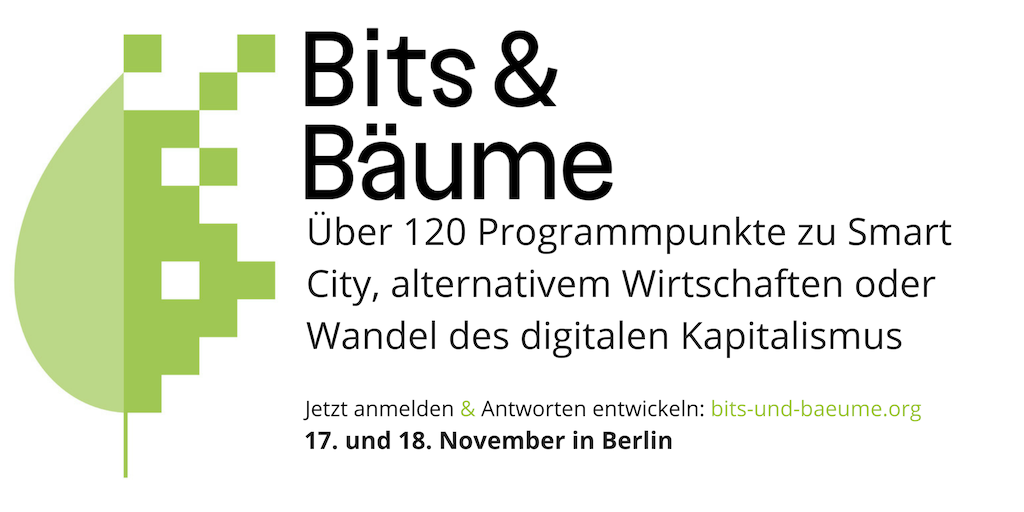 Bits &
Bäume
Über 120 Programmpunkte zu Smart
City, alternativem Wirtschaften oder
Wandel des digitalen Kapitalismus
Jetzt anmelden & Antworten entwickeln: bits-und-baeume.org
17. und 18. November in Berlin